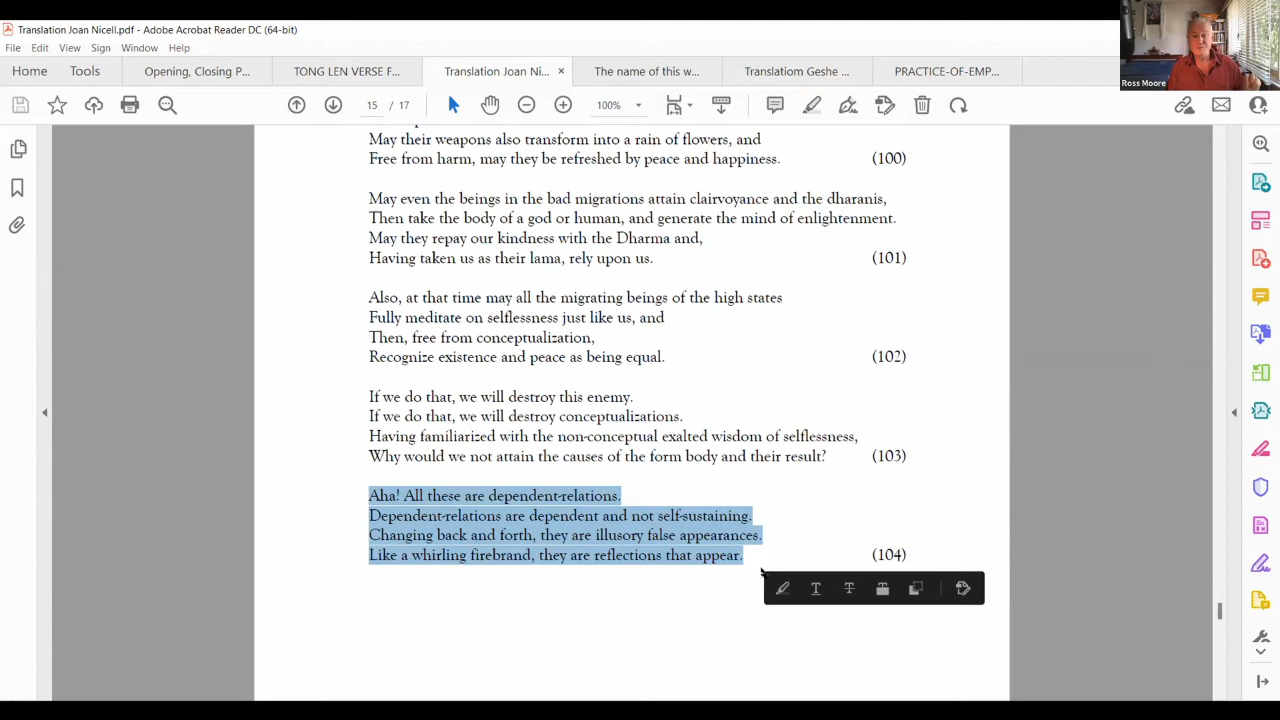 Translation Joan Nicell.pdf - Adobe Acrobat Reader DC (64-bit)
File Edit View Sign Window Help
Home Tools Opening, Closing P... TONG LEN VERSE F... Translation Joan Ni... × The name of this w... Translatiom Geshe ... PRACTICE-OF-EMP...
15 / 17 100%
Ross Moore
May their weapons also transform into a rain of flowers, and
Free from harm, may they be refreshed by peace and happiness. (100)
May even the beings in the bad migrations attain clairvoyance and the dharanis,
Then take the body of a god or human, and generate the mind of enlightenment.
May they repay our kindness with the Dharma and,
Having taken us as their lama, rely upon us. (101)
Also, at that time may all the migrating beings of the high states
Fully meditate on selflessness just like us, and
Then, free from conceptualization,
Recognize existence and peace as being equal. (102)
If we do that, we will destroy this enemy.
If we do that, we will destroy conceptualizations.
Having familiarized with the non-conceptual exalted wisdom of selflessness,
Why would we not attain the causes of the form body and their result? (103)
Aha! All these are dependent-relations.
Dependent-relations are dependent and not self-sustaining.
Changing back and forth, they are illusory false appearances.
Like a whirling firebrand, they are reflections that appear. (104)